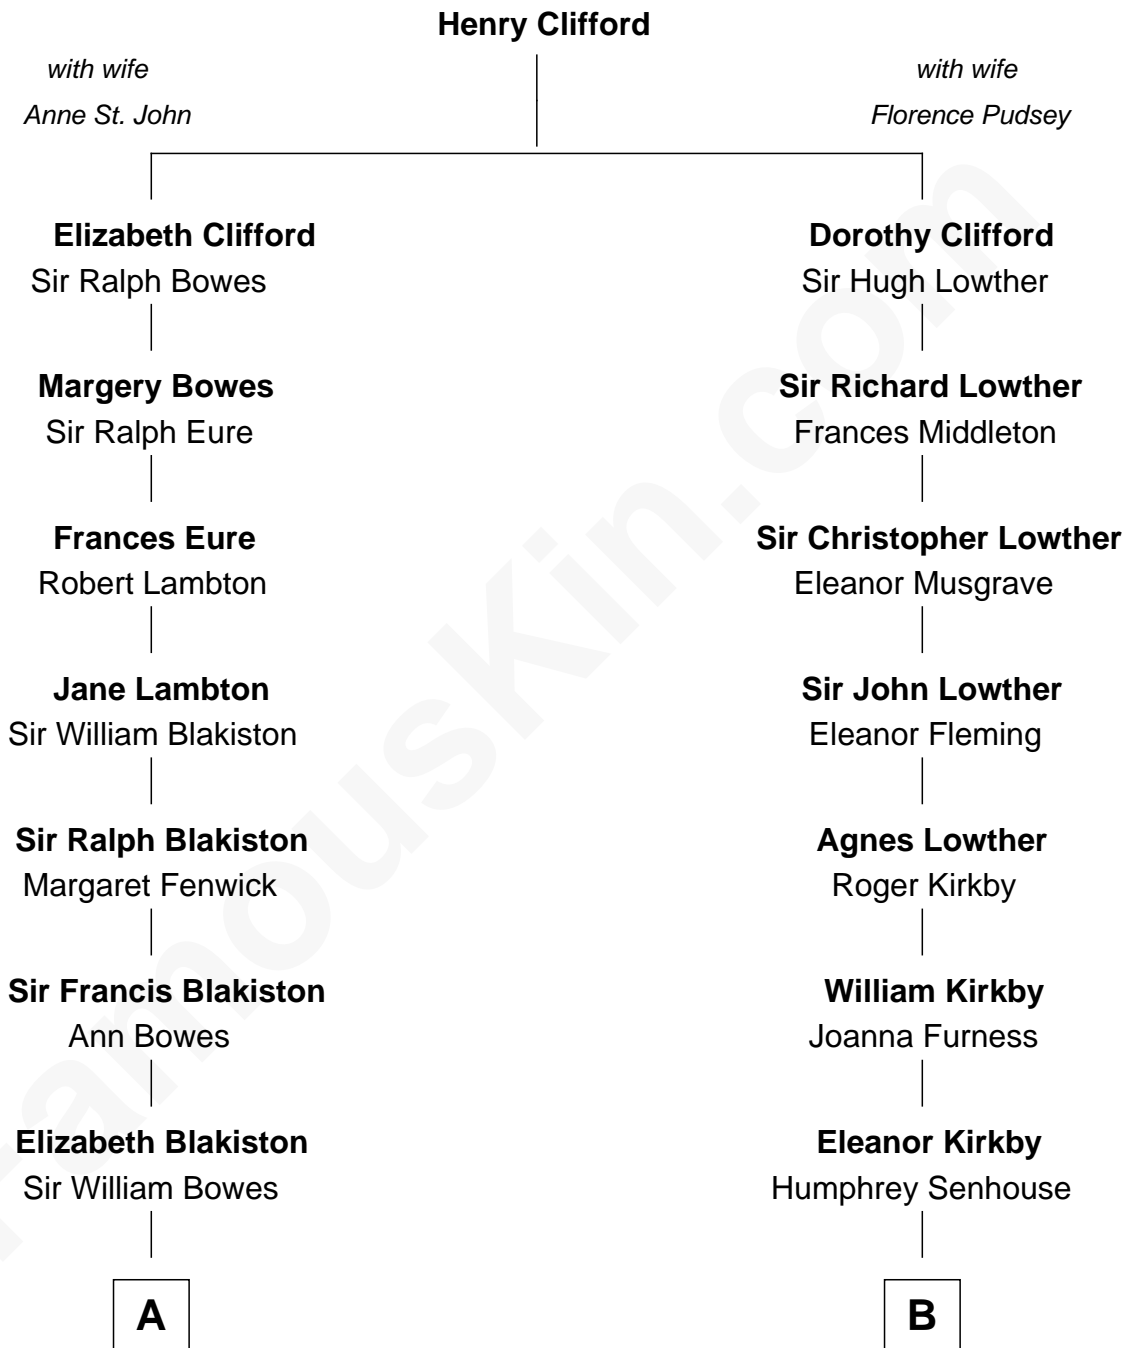 Henry Clifford
with wife
Anne St. John
with wife
Florence Pudsey
Elizabeth Clifford
Sir Ralph Bowes
Margery Bowes
Sir Ralph Eure
Frances Eure
Robert Lambton
Jane Lambton
Sir William Blakiston
Sir Ralph Blakiston
Margaret Fenwick
Sir Francis Blakiston
Ann Bowes
Elizabeth Blakiston
Sir William Bowes
A
Dorothy Clifford
Sir Hugh Lowther
Sir Richard Lowther
Frances Middleton
Sir Christopher Lowther
Eleanor Musgrave
Sir John Lowther
Eleanor Fleming
Agnes Lowther
Roger Kirkby
William Kirkby
Joanna Furness
Eleanor Kirkby
Humphrey Senhouse
B
FamousKin.com